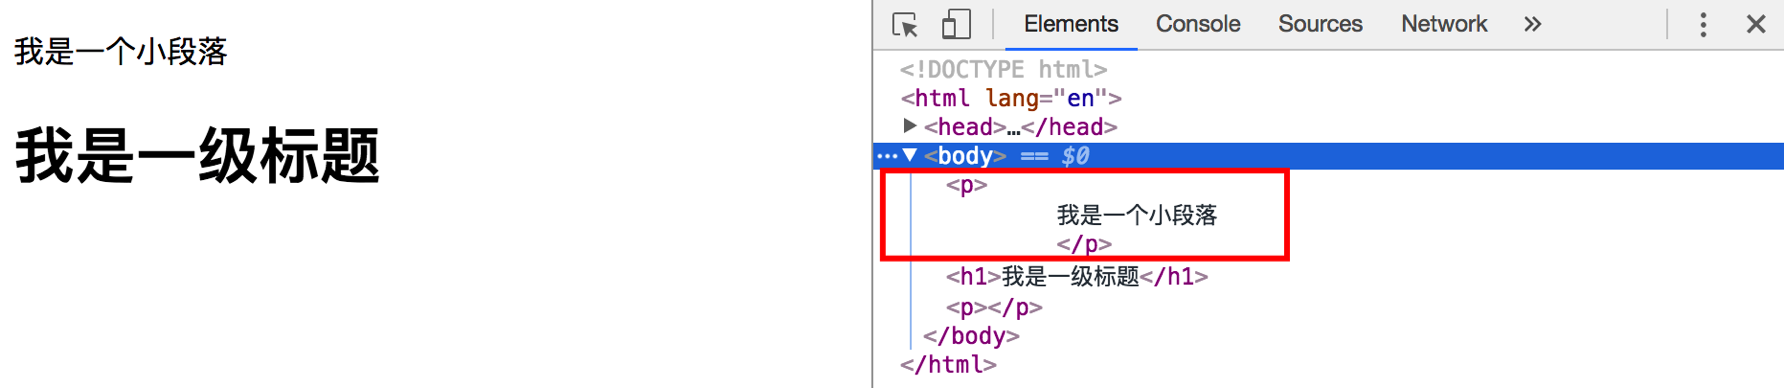 我是一个小段落
我是一级标题
Elements Console Sources Network »
<!DOCTYPE html>
<html lang="en">
<head>…</head>
… <body> == $0
<p>
我是一个小段落
</p>
<h1>我是一级标题</h1>
<p></p>
</body>
</html>